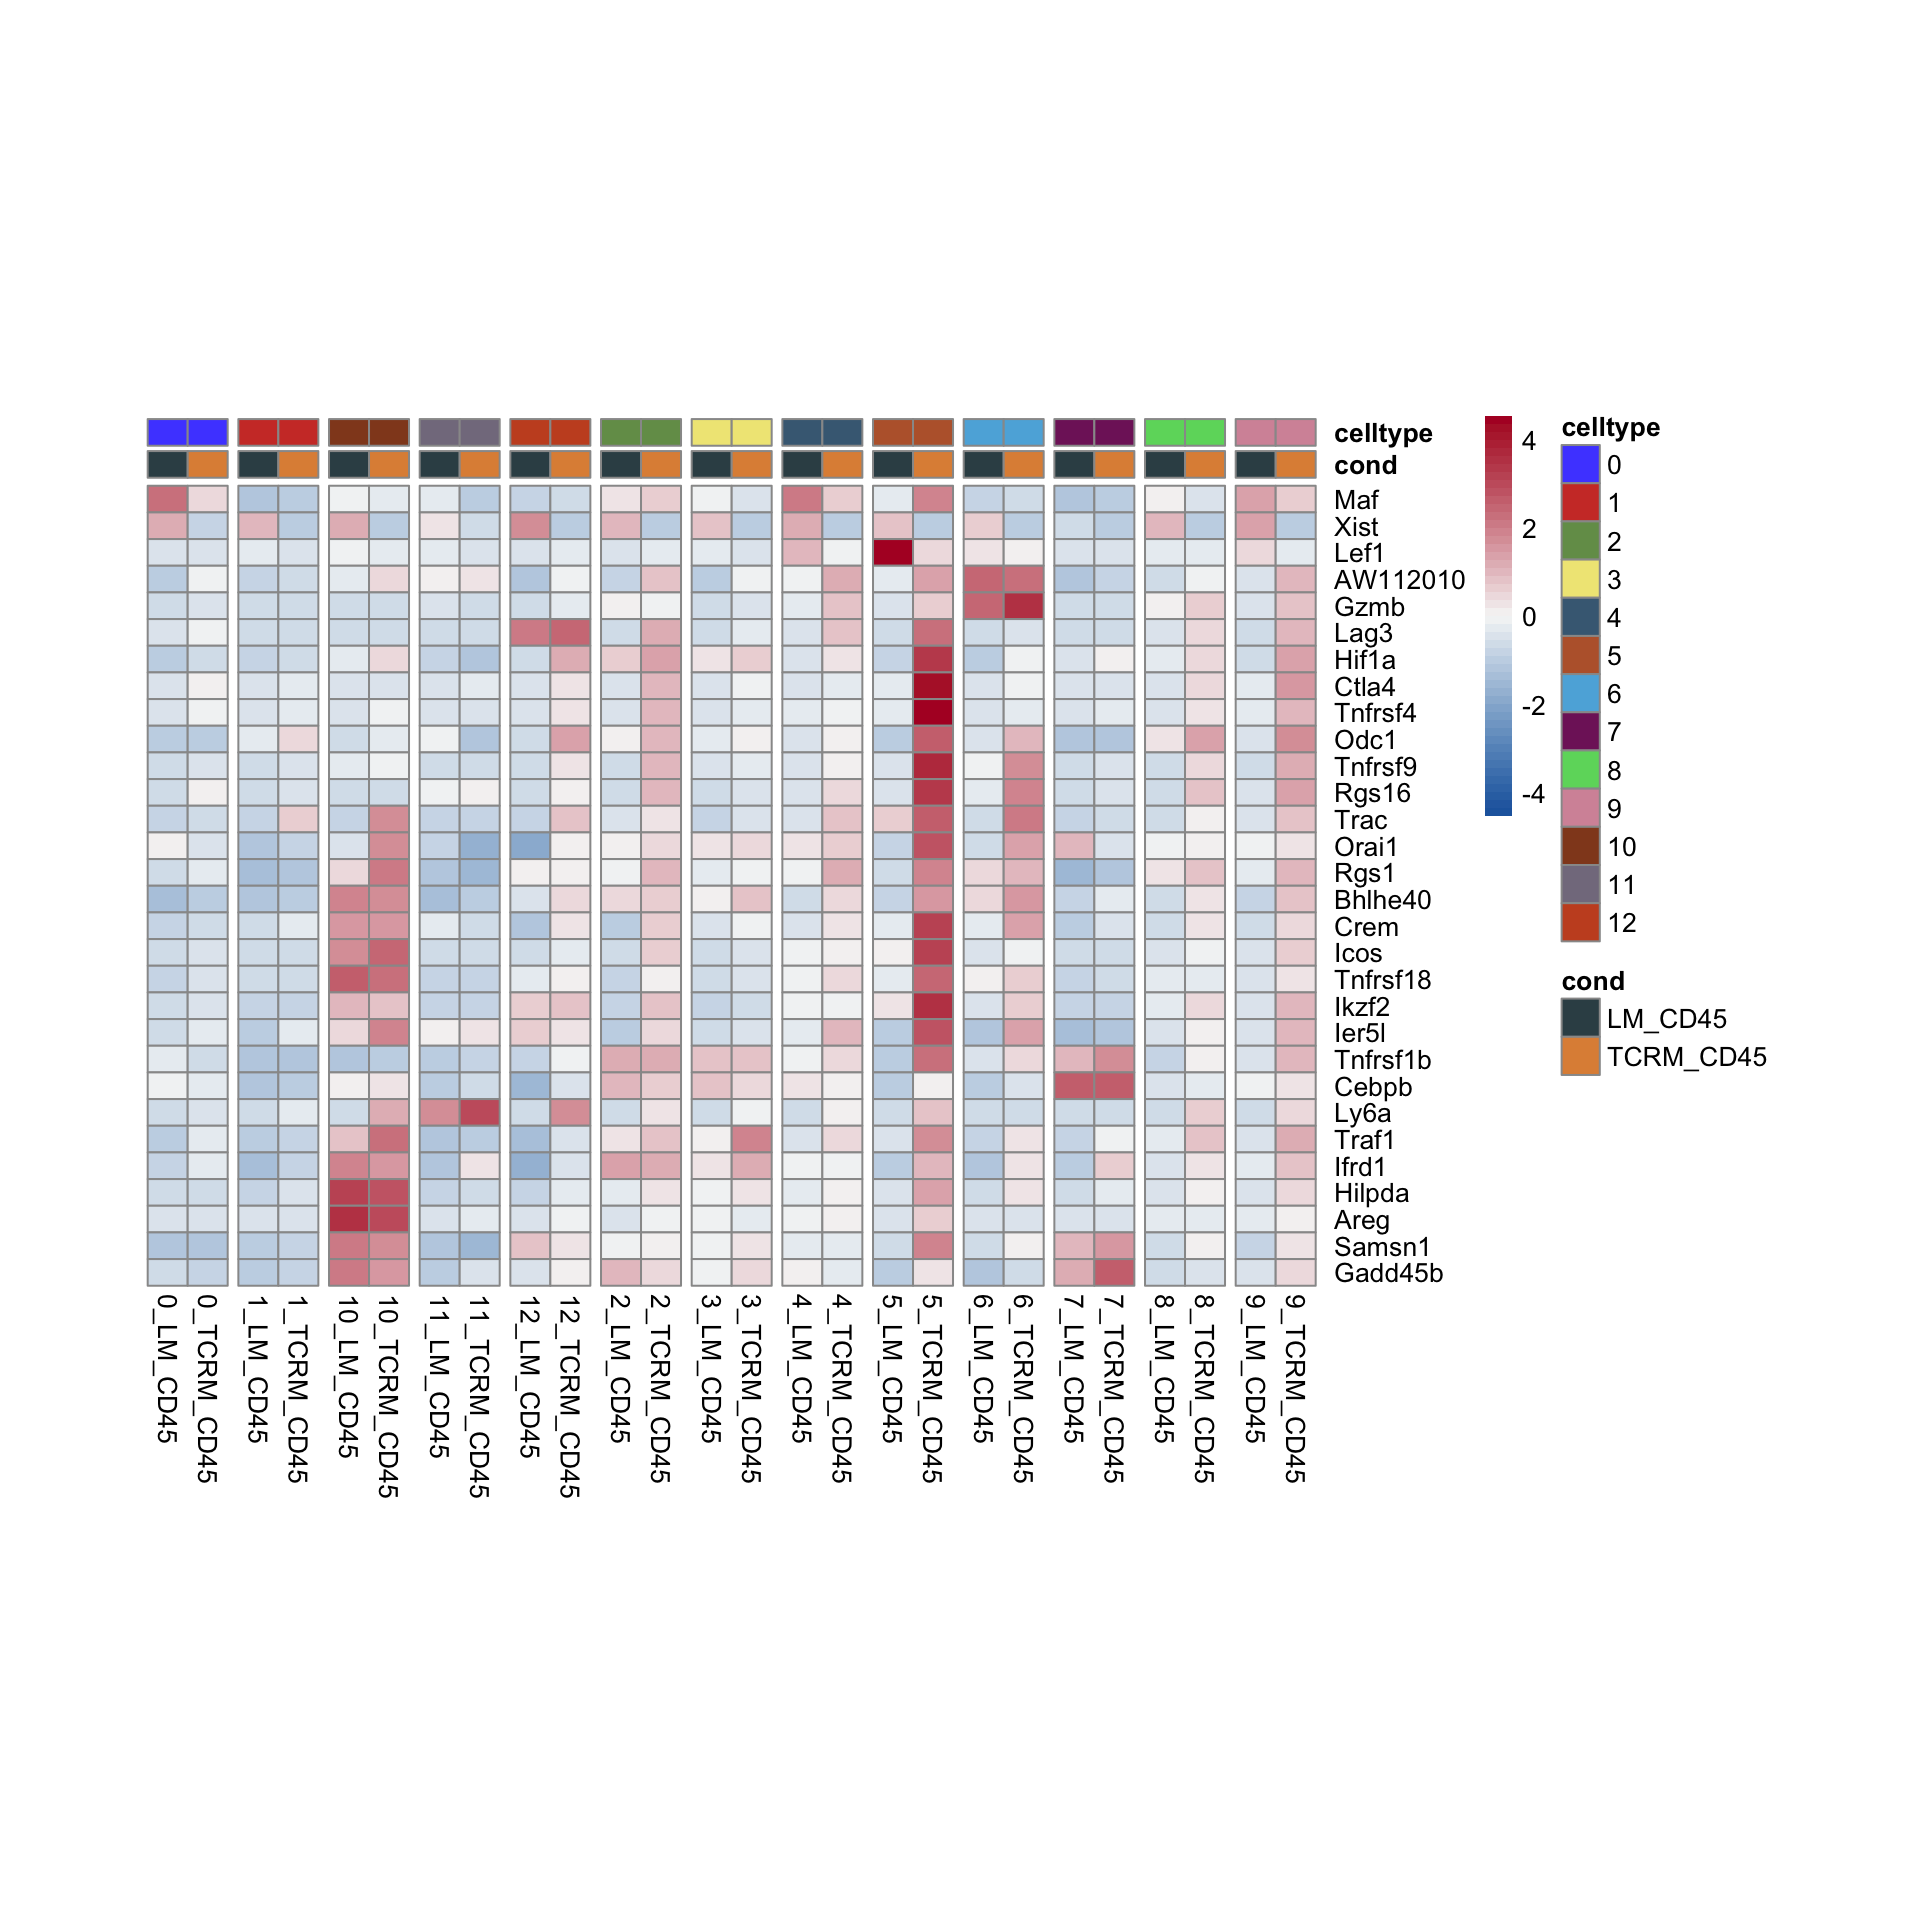 celltype
cond
Maf
Xist
Lef1
AW112010
Gzmb
Lag3
Hif1a
Ctla4
Tnfrsf4
Odc1
Tnfrsf9
Rgs16
Trac
Orai1
Rgs1
Bhlhe40
Crem
Icos
Tnfrsf18
Ikzf2
Ier5l
Tnfrsf1b
Cebpb
Ly6a
Traf1
Ifrd1
Hilpda
Areg
Samsn1
Gadd45b
0_LM_CD45
0_TCRM_CD45
1_LM_CD45
1_TCRM_CD45
10_LM_CD45
10_TCRM_CD45
11_LM_CD45
11_TCRM_CD45
12_LM_CD45
12_TCRM_CD45
2_LM_CD45
2_TCRM_CD45
3_LM_CD45
3_TCRM_CD45
4_LM_CD45
4_TCRM_CD45
5_LM_CD45
5_TCRM_CD45
6_LM_CD45
6_TCRM_CD45
7_LM_CD45
7_TCRM_CD45
8_LM_CD45
8_TCRM_CD45
9_LM_CD45
9_TCRM_CD45
4
2
0
-2
-4
celltype
0
1
2
3
4
5
6
7
8
9
10
11
12
cond
LM_CD45
TCRM_CD45